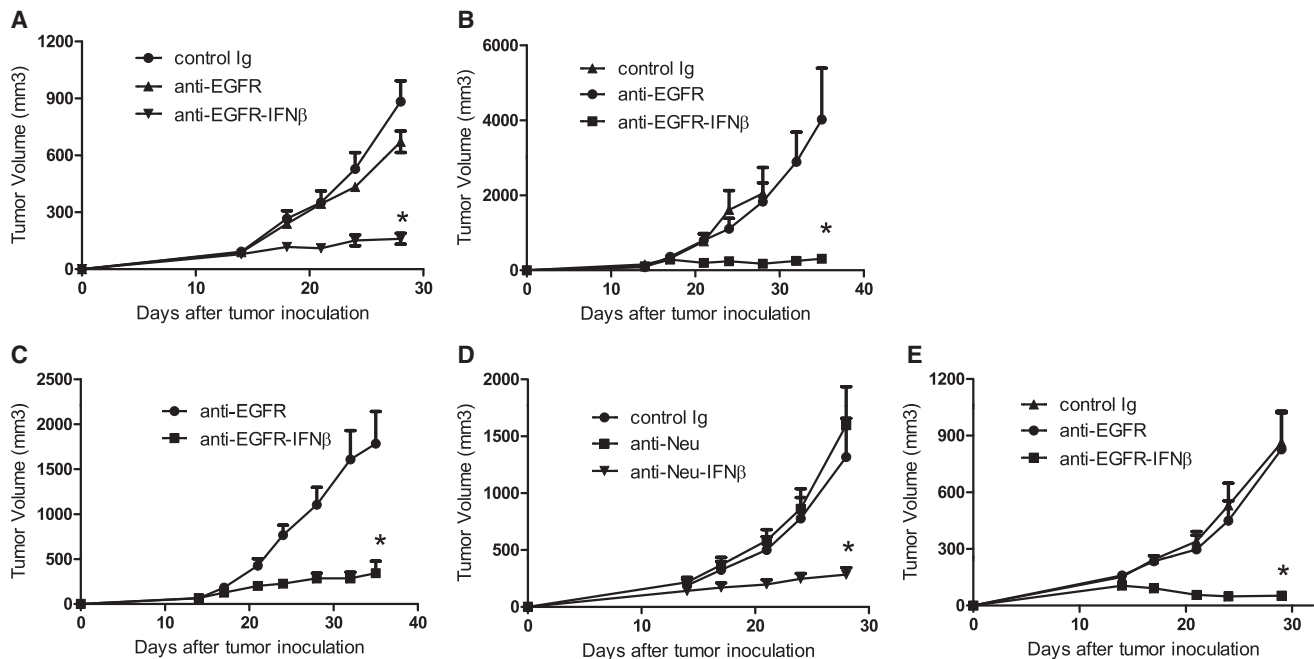 A
Tumor Volume (mm3)
1200
900
600
300
0
control Ig
anti-EGFR
anti-EGFR-IFNβ
*
0 10 20 30
Days after tumor inoculation
B
Tumor Volume (mm3)
6000
4000
2000
0
control Ig
anti-EGFR
anti-EGFR-IFNβ
*
0 10 20 30 40
Days after tumor inoculation
C
Tumor Volume (mm3)
2500
2000
1500
1000
500
0
anti-EGFR
anti-EGFR-IFNβ
*
0 10 20 30 40
Days after tumor inoculation
D
Tumor Volume (mm3)
2000
1500
1000
500
0
control Ig
anti-Neu
anti-Neu-IFNβ
*
0 10 20 30
Days after tumor inoculation
E
Tumor Volume (mm3)
1200
900
600
300
0
control Ig
anti-EGFR
anti-EGFR-IFNβ
*
0 10 20 30
Days after tumor inoculation